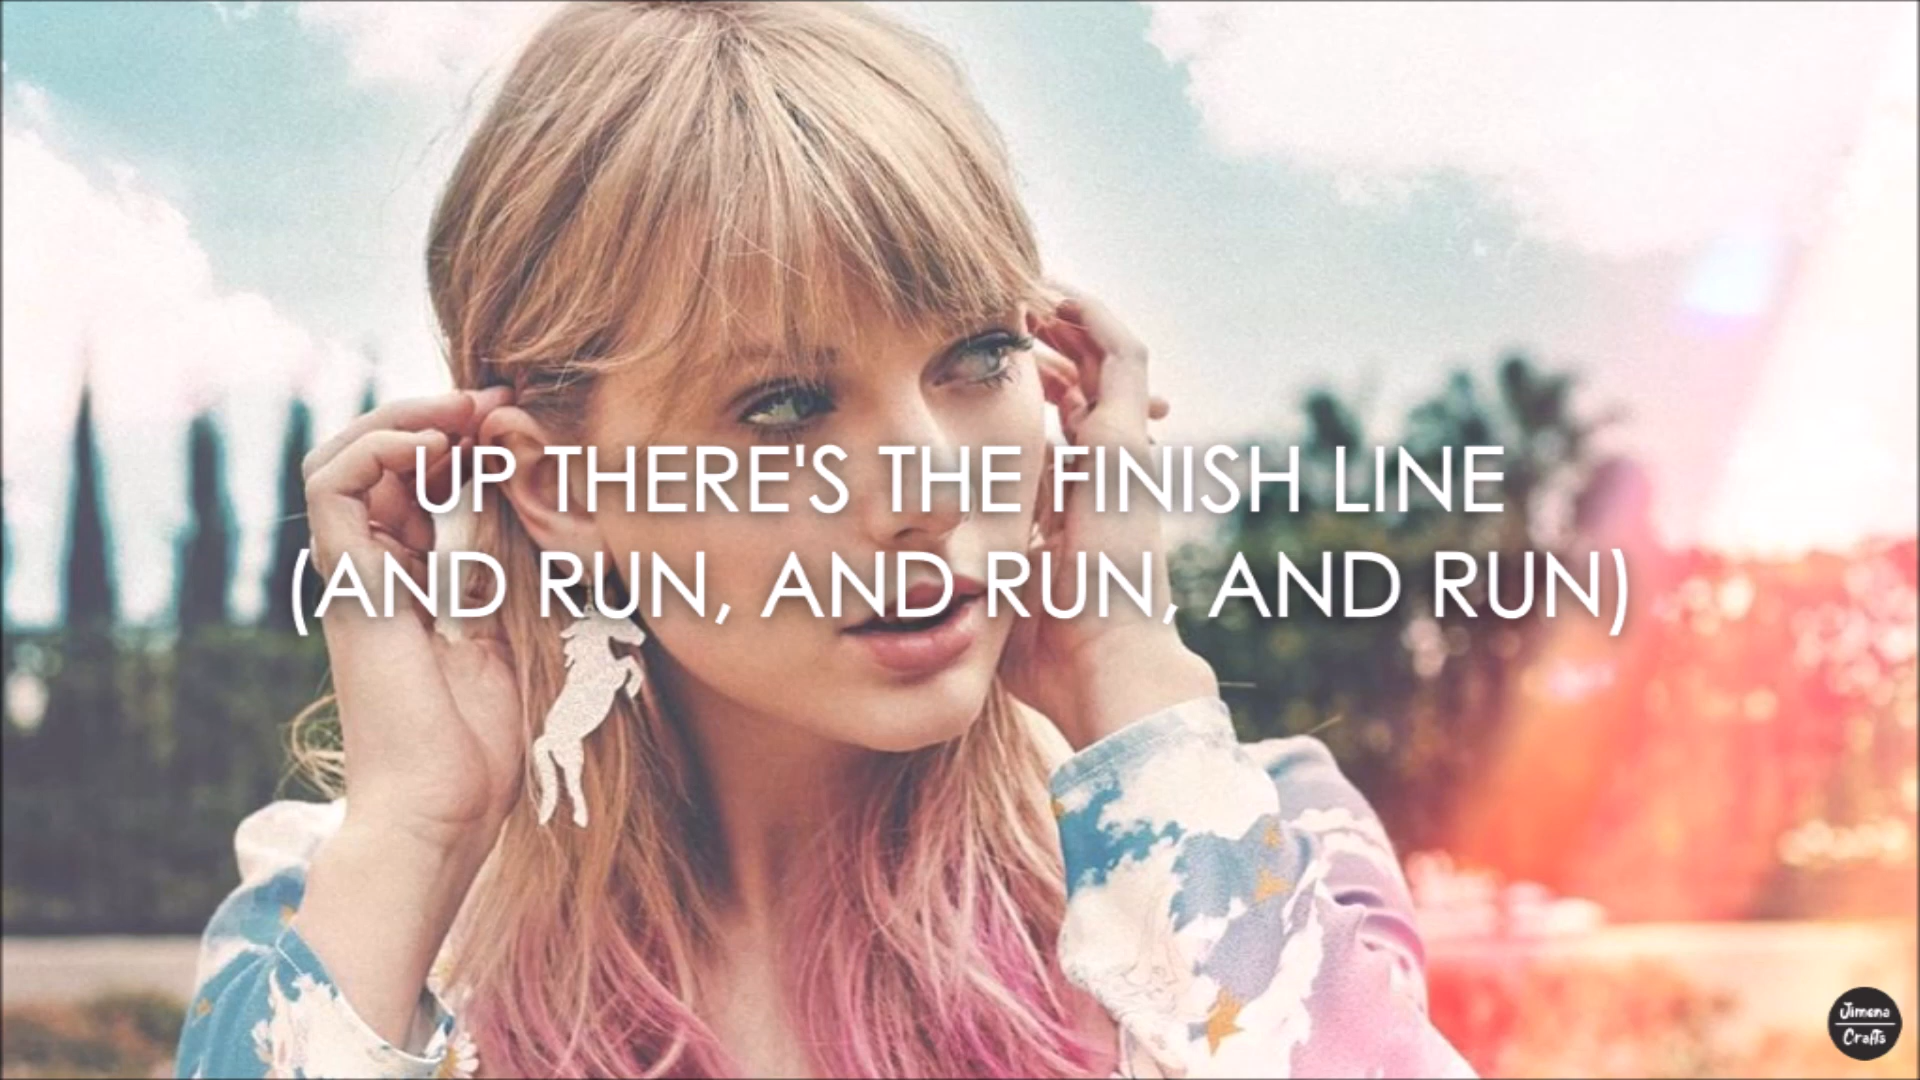 UP THERE'S THE FINISH LINE
(AND RUN, AND RUN, AND RUN)
Jimena
Crafts